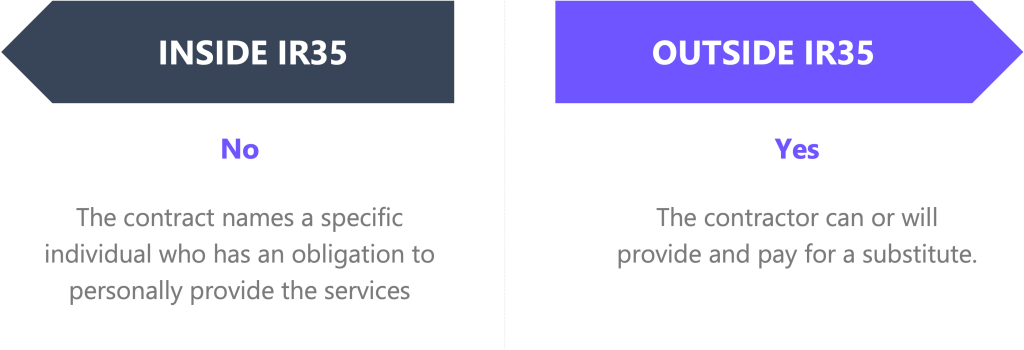 INSIDE IR35
No
The contract names a specific
individual who has an obligation to
personally provide the services
OUTSIDE IR35
Yes
The contractor can or will
provide and pay for a substitute.